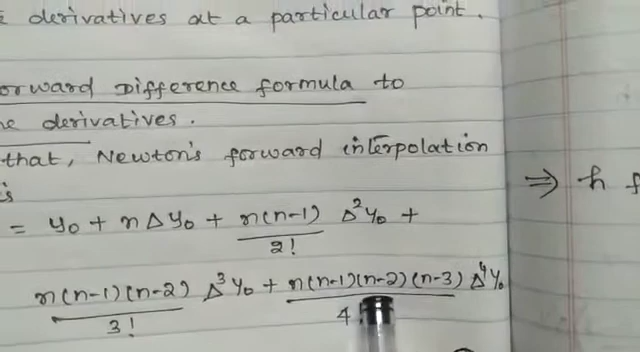 derivatives at a particular point.
orward Difference formula to
e derivatives.
that, Newton's forward interpolation
is
= y₀ + nΔy₀ + n(n-1)/2! Δ²y₀ +
n(n-1)(n-2)/3! Δ³y₀ + n(n-1)(n-2)(n-3)/4! Δ⁴y₀
⇒ h f